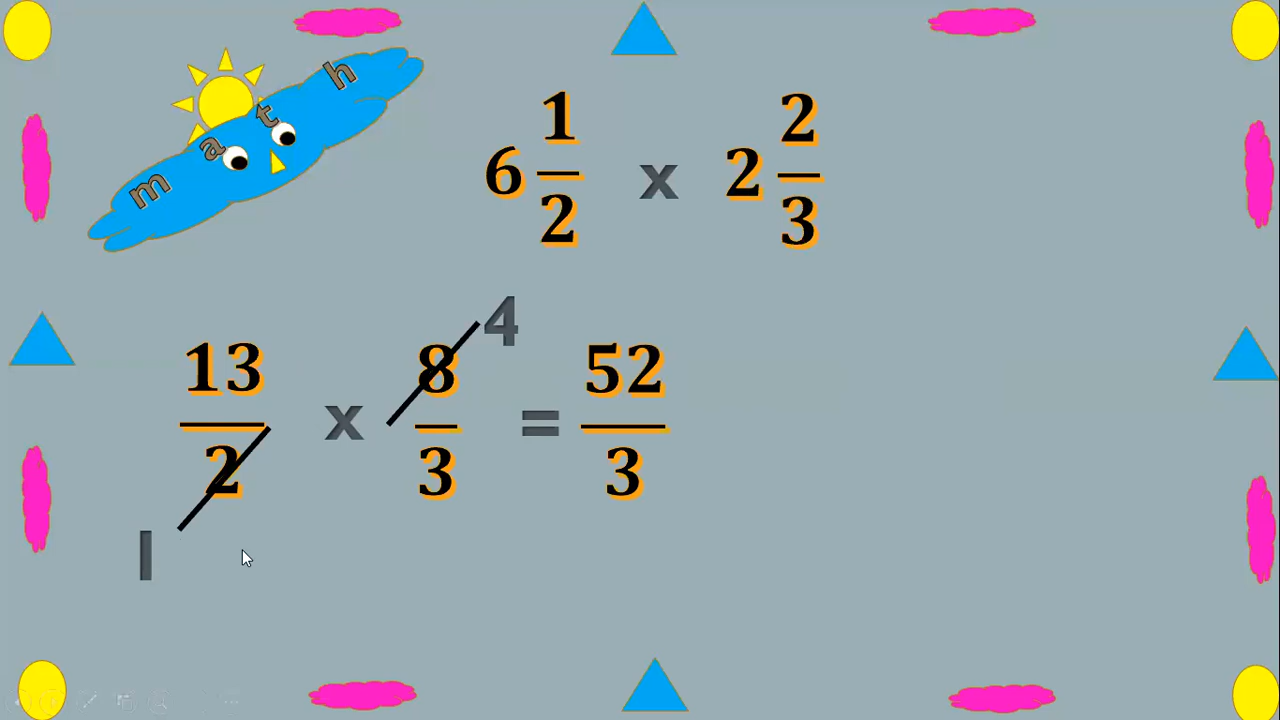 math
6 1/2 x 2 2/3
13/2 x 8/3 = 52/3
4
1